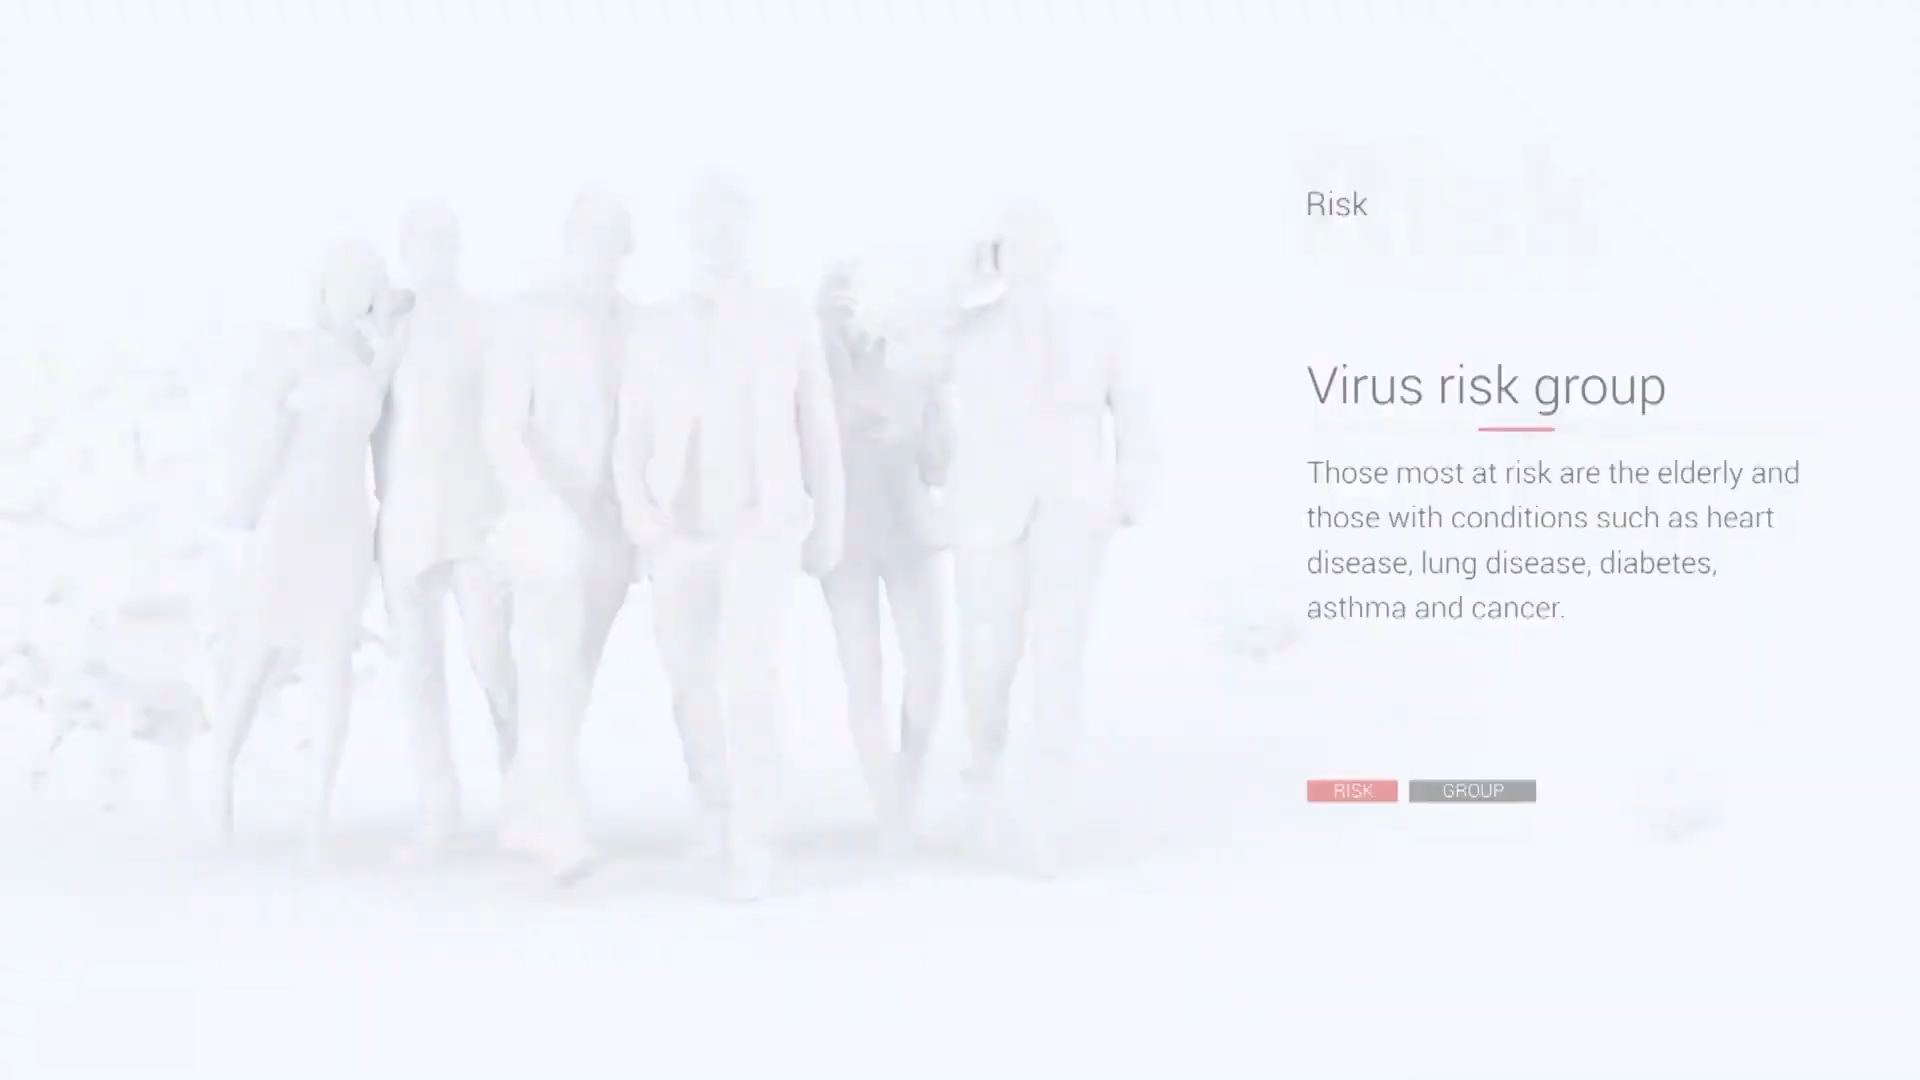 Risk
Virus risk group
Those most at risk are the elderly and
those with conditions such as heart
disease, lung disease, diabetes,
asthma and cancer.
RISK GROUP